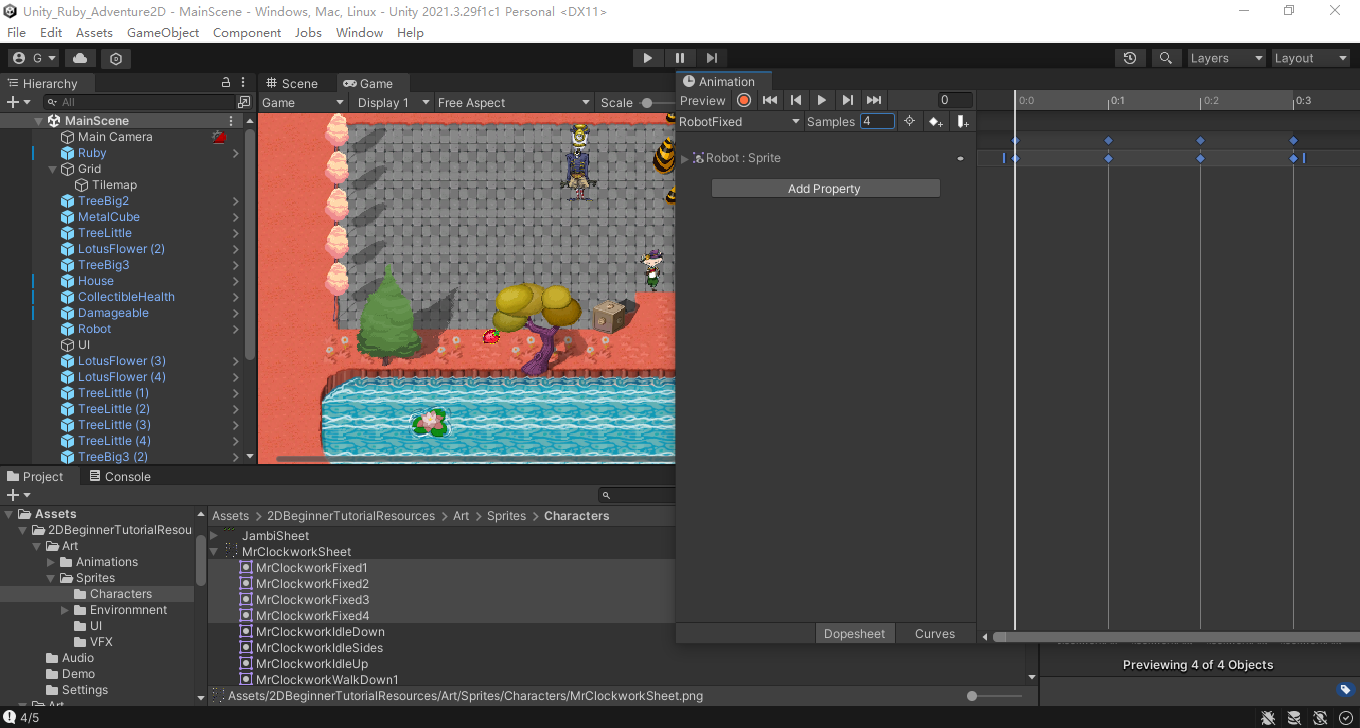 Unity_Ruby_Adventure2D - MainScene - Windows, Mac, Linux - Unity 2021.3.29f1c1 Personal <DX11>
File Edit Assets GameObject Component Jobs Window Help
G
Layers Layout
Hierarchy
All
MainScene
Main Camera
Ruby
Grid
Tilemap
TreeBig2
MetalCube
TreeLittle
LotusFlower (2)
TreeBig3
House
CollectibleHealth
Damageable
Robot
UI
LotusFlower (3)
LotusFlower (4)
TreeLittle (1)
TreeLittle (2)
TreeLittle (3)
TreeLittle (4)
TreeBig3 (2)
Scene Game
Game Display 1 Free Aspect Scale
Animation
Preview 0
RobotFixed Samples 4
0:0 0:1 0:2 0:3
Robot : Sprite
Add Property
Dopesheet Curves
Project Console
Assets
2DBeginnerTutorialResou
Art
Animations
Sprites
Characters
Environmnent
UI
VFX
Audio
Demo
Settings
Art
Assets > 2DBeginnerTutorialResources > Art > Sprites > Characters
JambiSheet
MrClockworkSheet
MrClockworkFixed1
MrClockworkFixed2
MrClockworkFixed3
MrClockworkFixed4
MrClockworkIdleDown
MrClockworkIdleSides
MrClockworkIdleUp
MrClockworkWalkDown1
Assets/2DBeginnerTutorialResources/Art/Sprites/Characters/MrClockworkSheet.png
Previewing 4 of 4 Objects
4/5